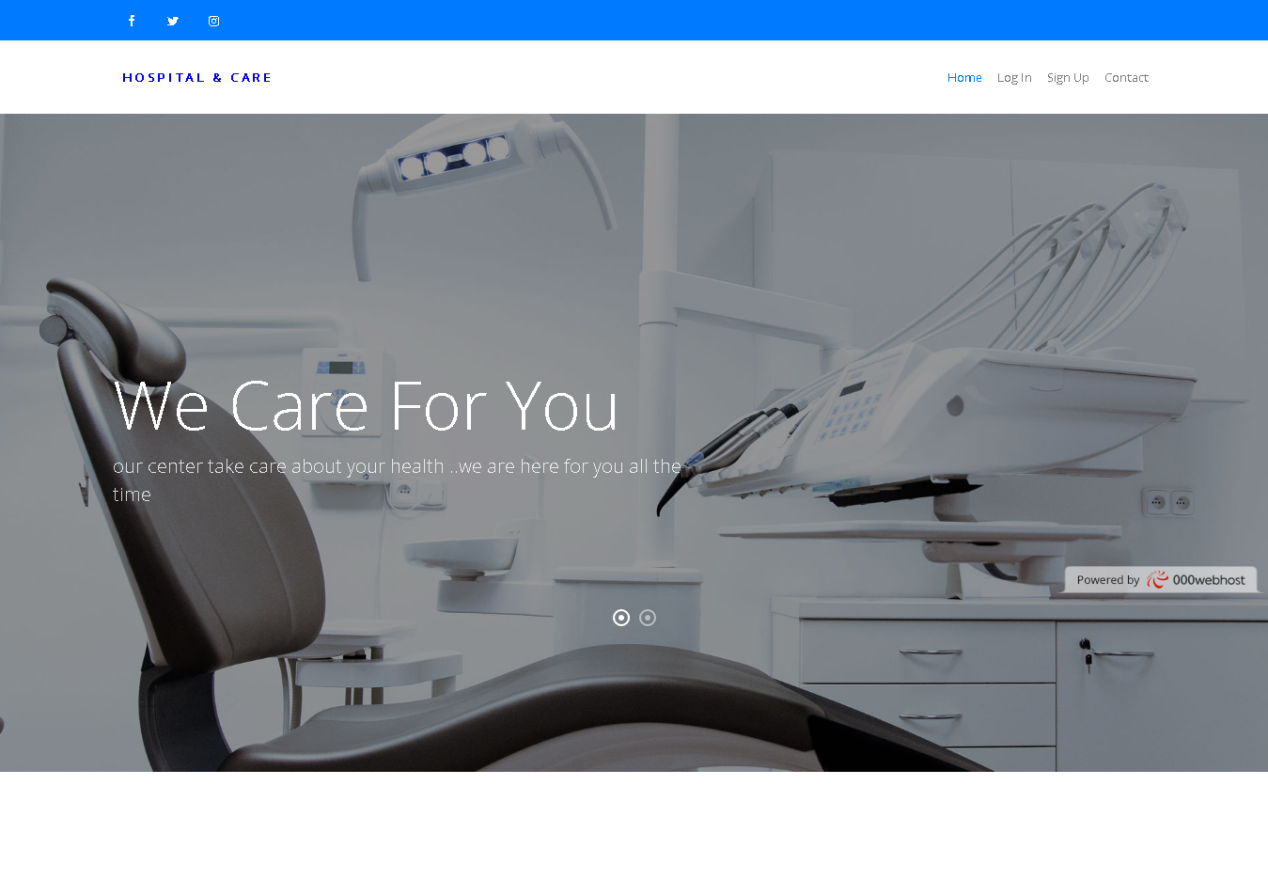 HOSPITAL & CARE
Home Log In Sign Up Contact
We Care For You
our center take care about your health ..we are here for you all the
time
Powered by 000webhost